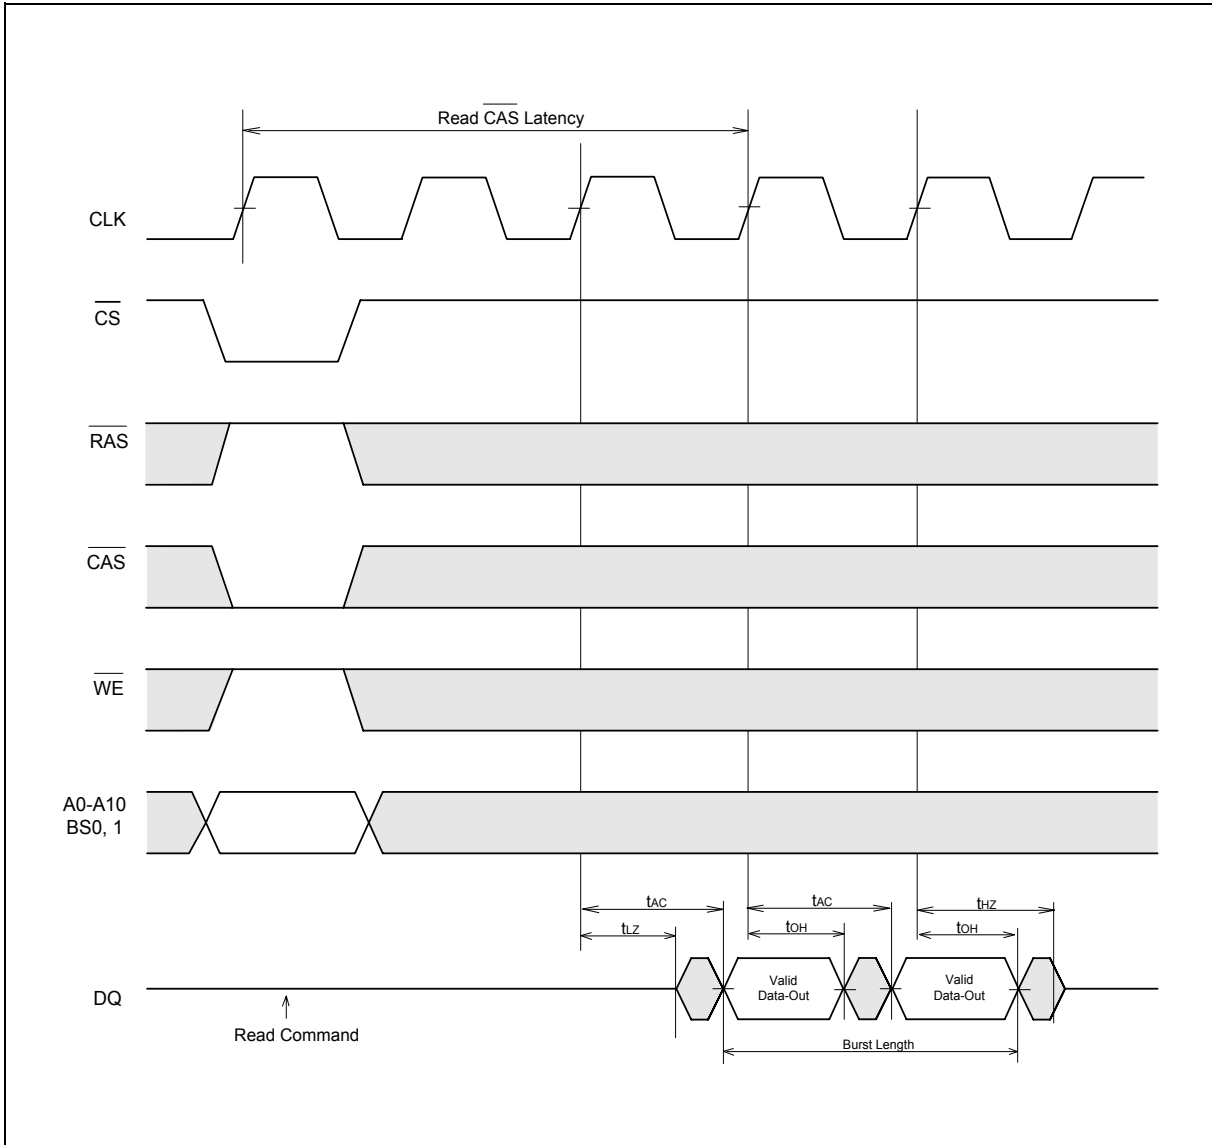 Read CAS Latency
CLK
CS
RAS
CAS
WE
A0-A10
BS0, 1
tAC
tAC
tHZ
tLZ
tOH
tOH
DQ
Valid
Data-Out
Valid
Data-Out
Read Command
Burst Length